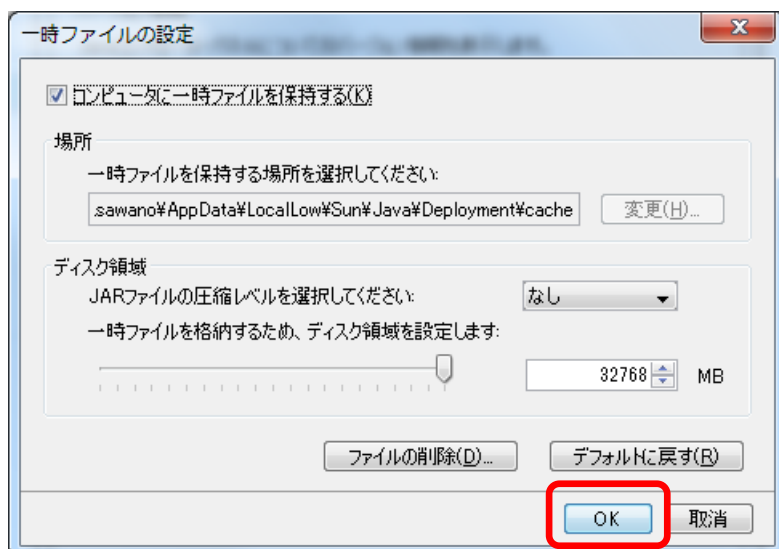 一時ファイルの設定
コンピュータに一時ファイルを保持する(K)
場所
一時ファイルを保持する場所を選択してください:
sawano¥AppData¥LocalLow¥Sun¥Java¥Deployment¥cache
変更(H)...
ディスク領域
JARファイルの圧縮レベルを選択してください:
なし
一時ファイルを格納するため、ディスク領域を設定します:
32768 MB
ファイルの削除(D)...
デフォルトに戻す(R)
OK
取消